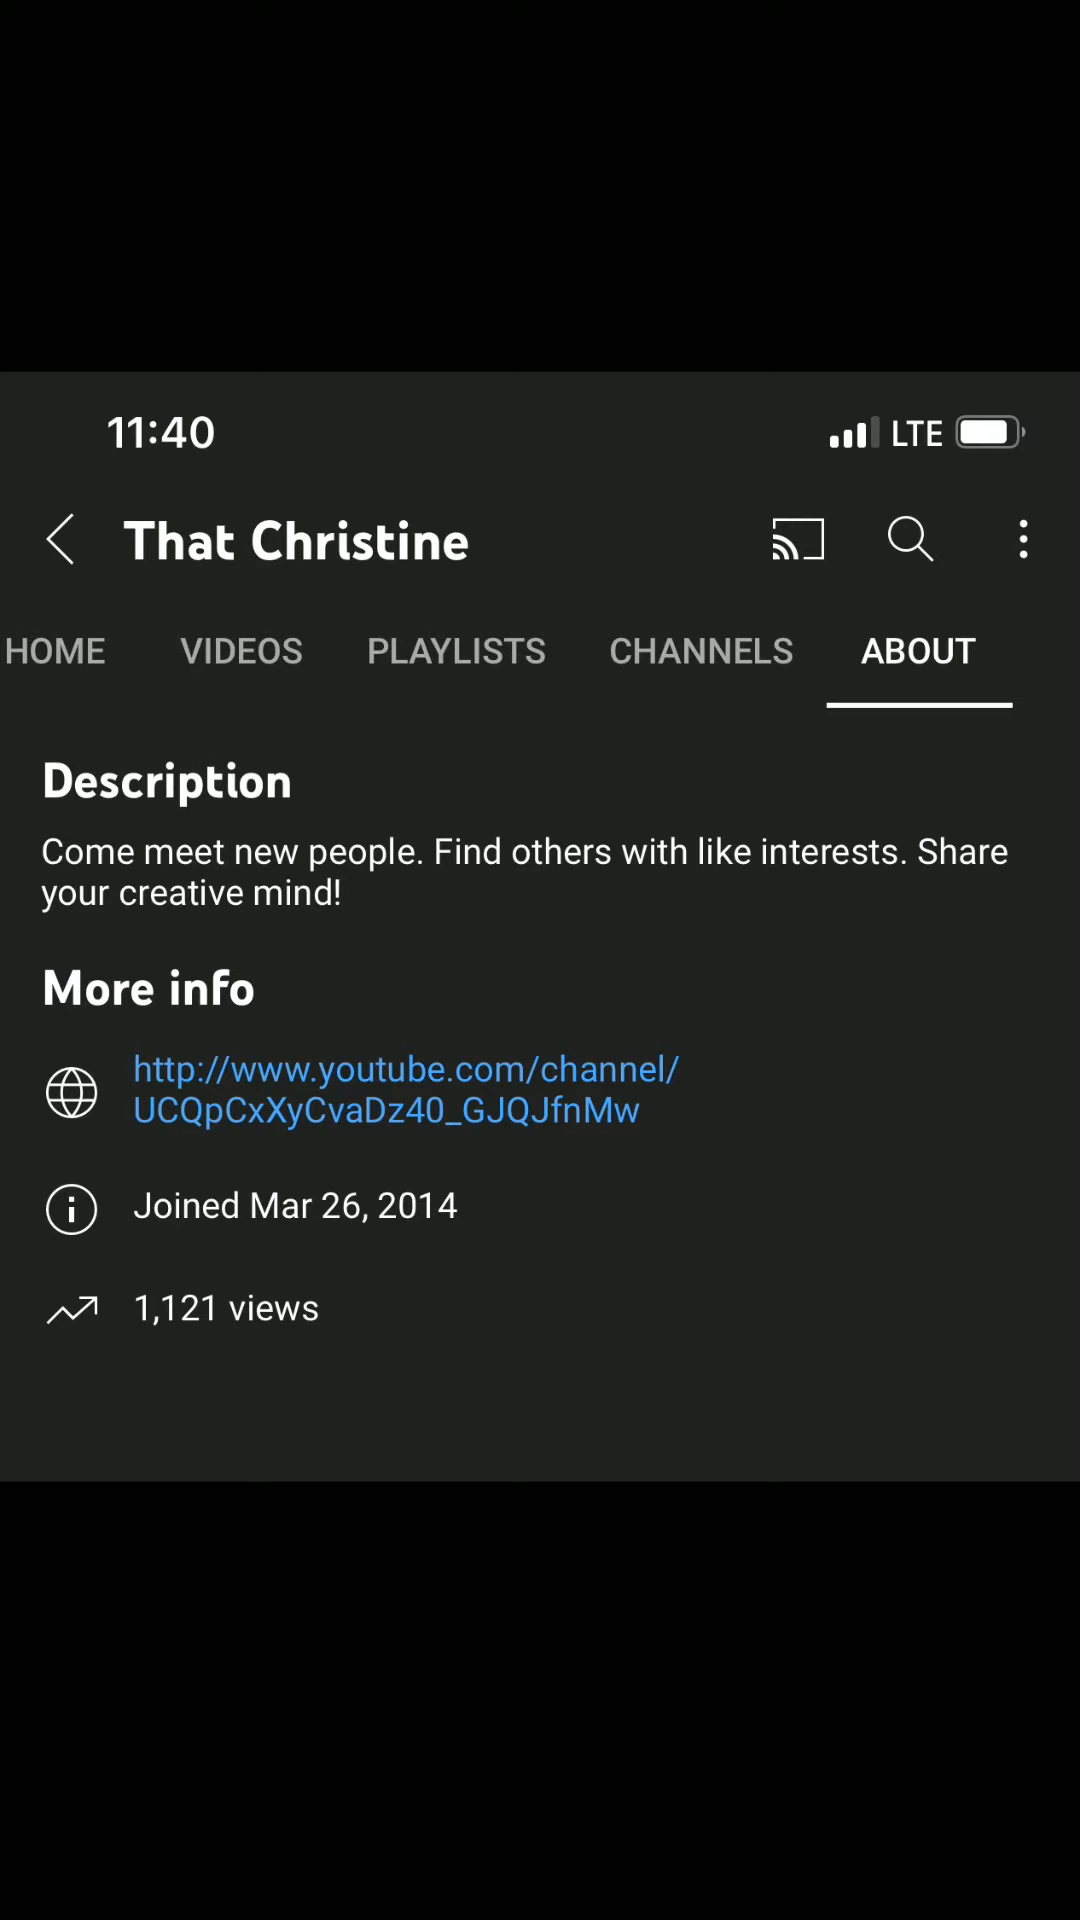 11:40 LTE
That Christine
HOME VIDEOS PLAYLISTS CHANNELS ABOUT
Description
Come meet new people. Find others with like interests. Share
your creative mind!
More info
http://www.youtube.com/channel/
UCQpCxXyCvaDz40_GJQJfnMw
Joined Mar 26, 2014
1,121 views